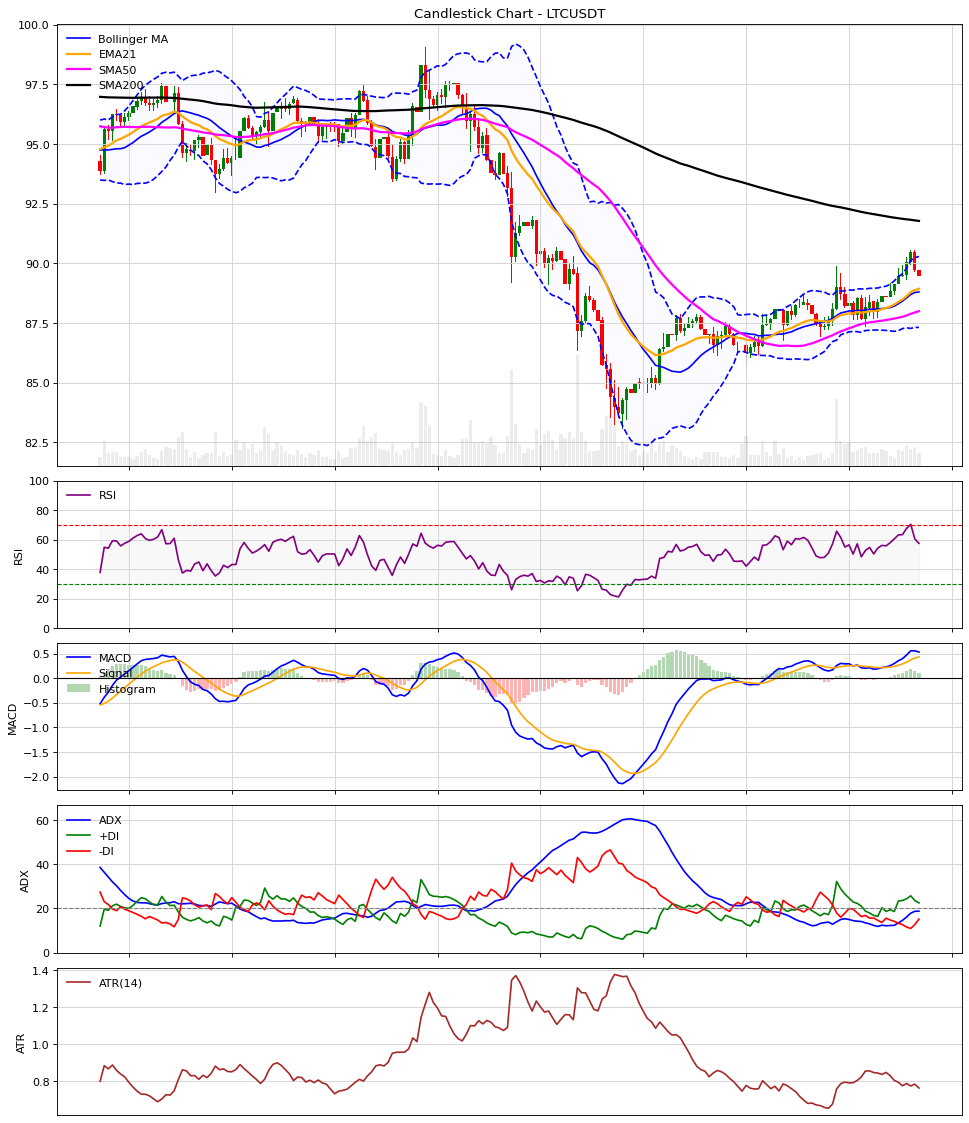 Candlestick Chart - LTCUSDT
100.0
97.5
95.0
92.5
90.0
87.5
85.0
82.5
Bollinger MA
EMA21
SMA50
SMA200
100
80
60
40
20
0
RSI
RSI
0.5
0.0
−0.5
−1.0
−1.5
−2.0
MACD
MACD
Signal
Histogram
60
40
20
0
ADX
ADX
+DI
-DI
1.4
1.2
1.0
0.8
ATR
ATR(14)